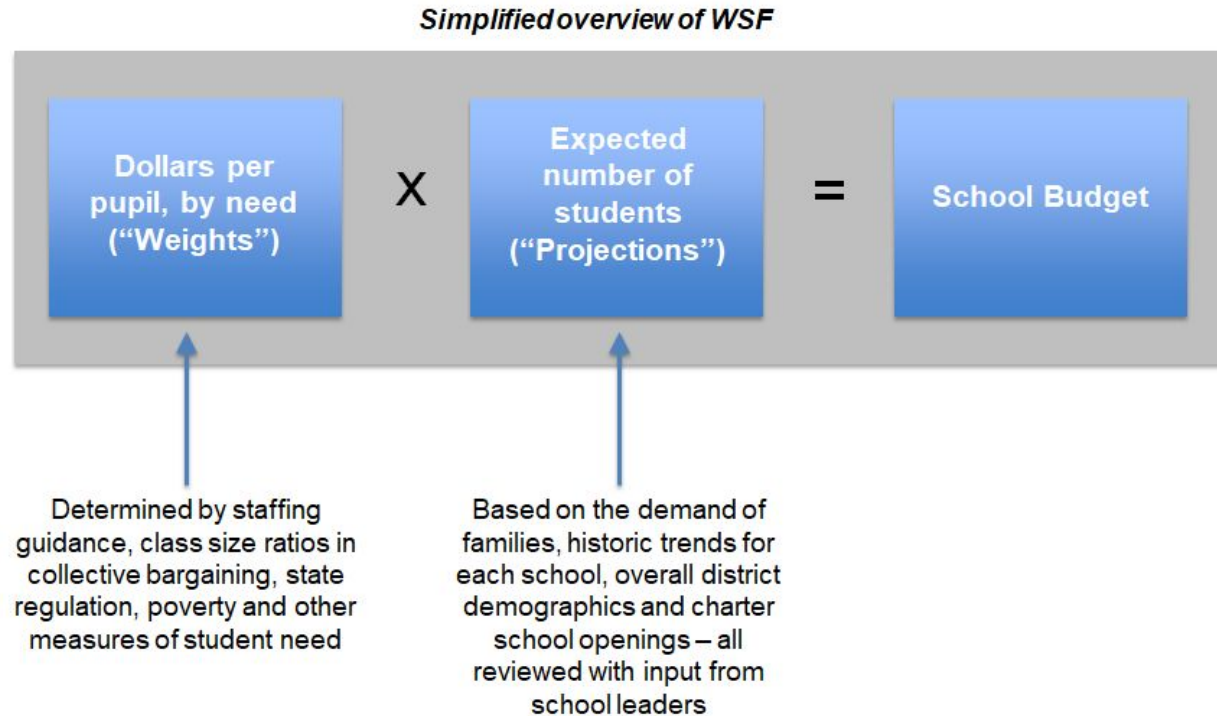 Simplified overview of WSF
Dollars per
pupil, by need
(“Weights”)
X
Expected
number of
students
(“Projections”)
=
School Budget
Determined by staffing
guidance, class size ratios in
collective bargaining, state
regulation, poverty and other
measures of student need
Based on the demand of
families, historic trends for
each school, overall district
demographics and charter
school openings – all
reviewed with input from
school leaders